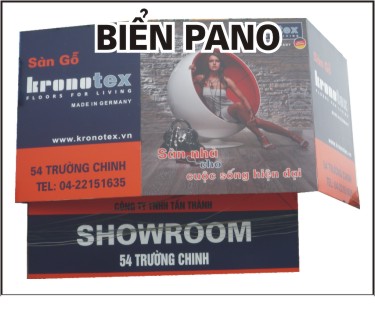 BIỂN PANO
Sàn Gỗ
kronotex
FLOORS FOR LIVING
MADE IN GERMANY
www.kronotex.vn
54 TRƯỜNG CHINH
TEL: 04-22151635
Sàn nhà
cho
cuộc sống hiện đại
SHOWROOM
54 TRƯỜNG CHINH